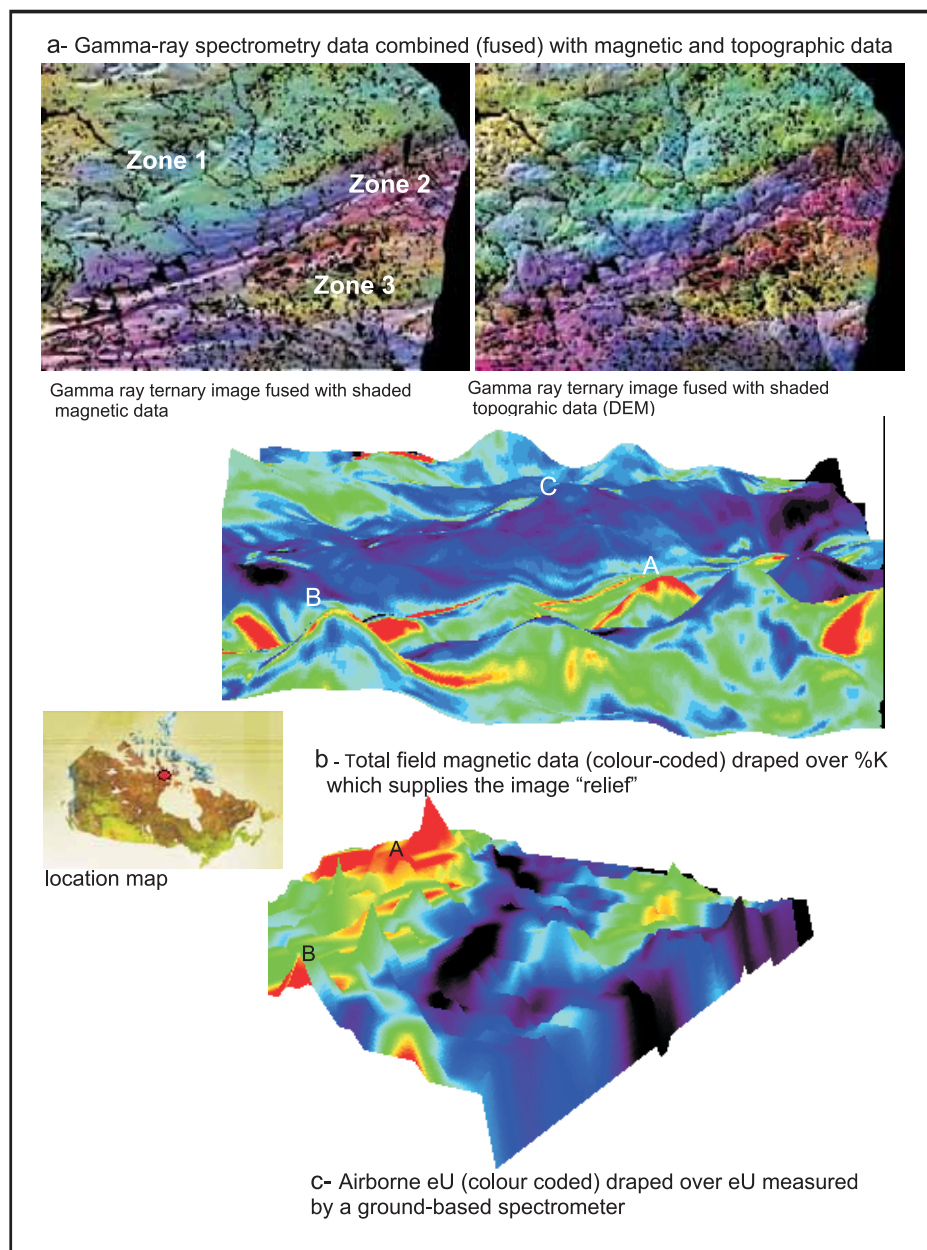 a- Gamma-ray spectrometry data combined (fused) with magnetic and topographic data
Zone 1
Zone 2
Zone 3
Gamma ray ternary image fused with shaded
magnetic data
Gamma ray ternary image fused with shaded
topograhic data (DEM)
C
A
B
b - Total field magnetic data (colour-coded) draped over %K
which supplies the image “relief”
location map
A
B
c- Airborne eU (colour coded) draped over eU measured
by a ground-based spectrometer